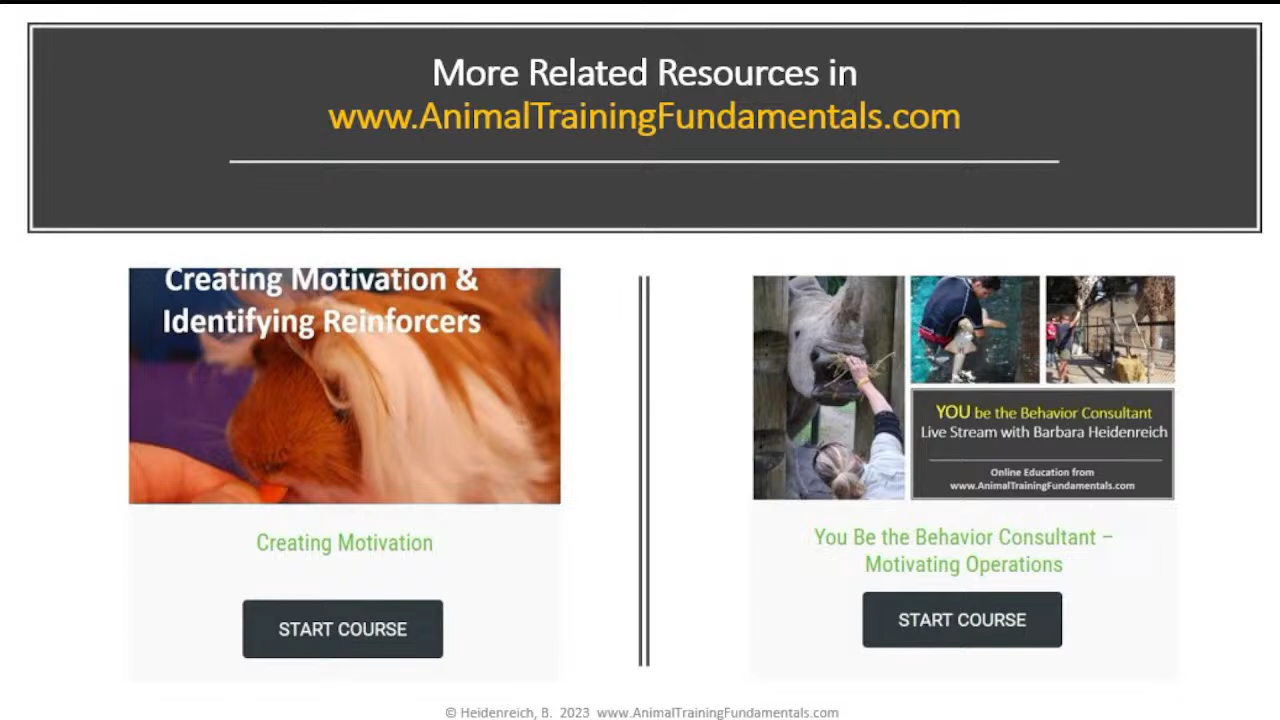 More Related Resources in
www.AnimalTrainingFundamentals.com
Creating Motivation &
Identifying Reinforcers
Creating Motivation
START COURSE
YOU be the Behavior Consultant
Live Stream with Barbara Heidenreich
Online Education from
www.AnimalTrainingFundamentals.com
You Be the Behavior Consultant –
Motivating Operations
START COURSE
© Heidenreich, B. 2023 www.AnimalTrainingFundamentals.com